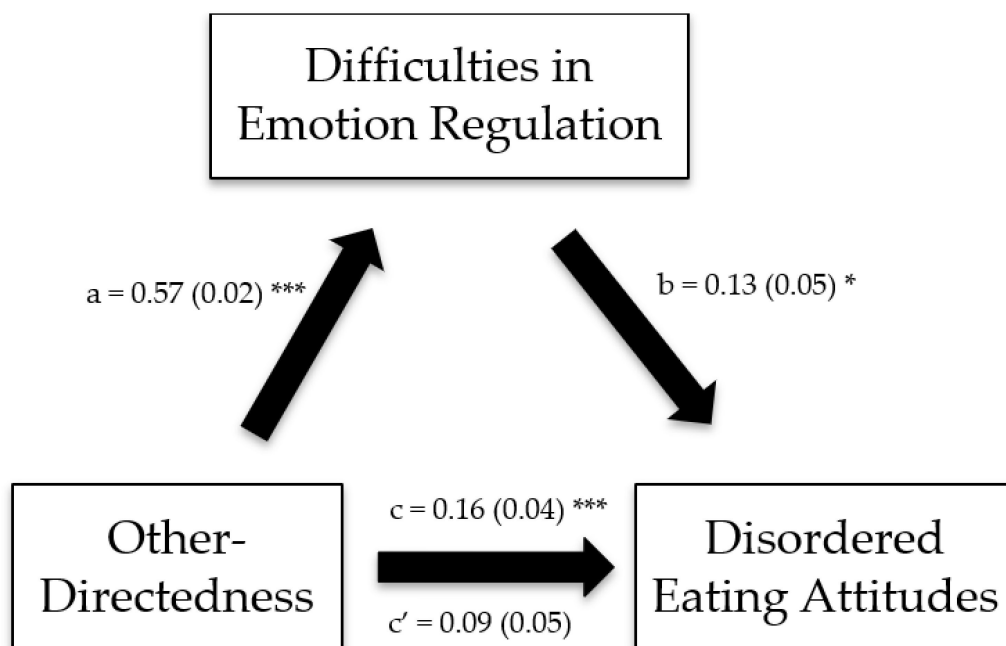 Difficulties in
Emotion Regulation
a = 0.57 (0.02) ***
b = 0.13 (0.05) *
Other-
Directedness
c = 0.16 (0.04) ***
c′ = 0.09 (0.05)
Disordered
Eating Attitudes